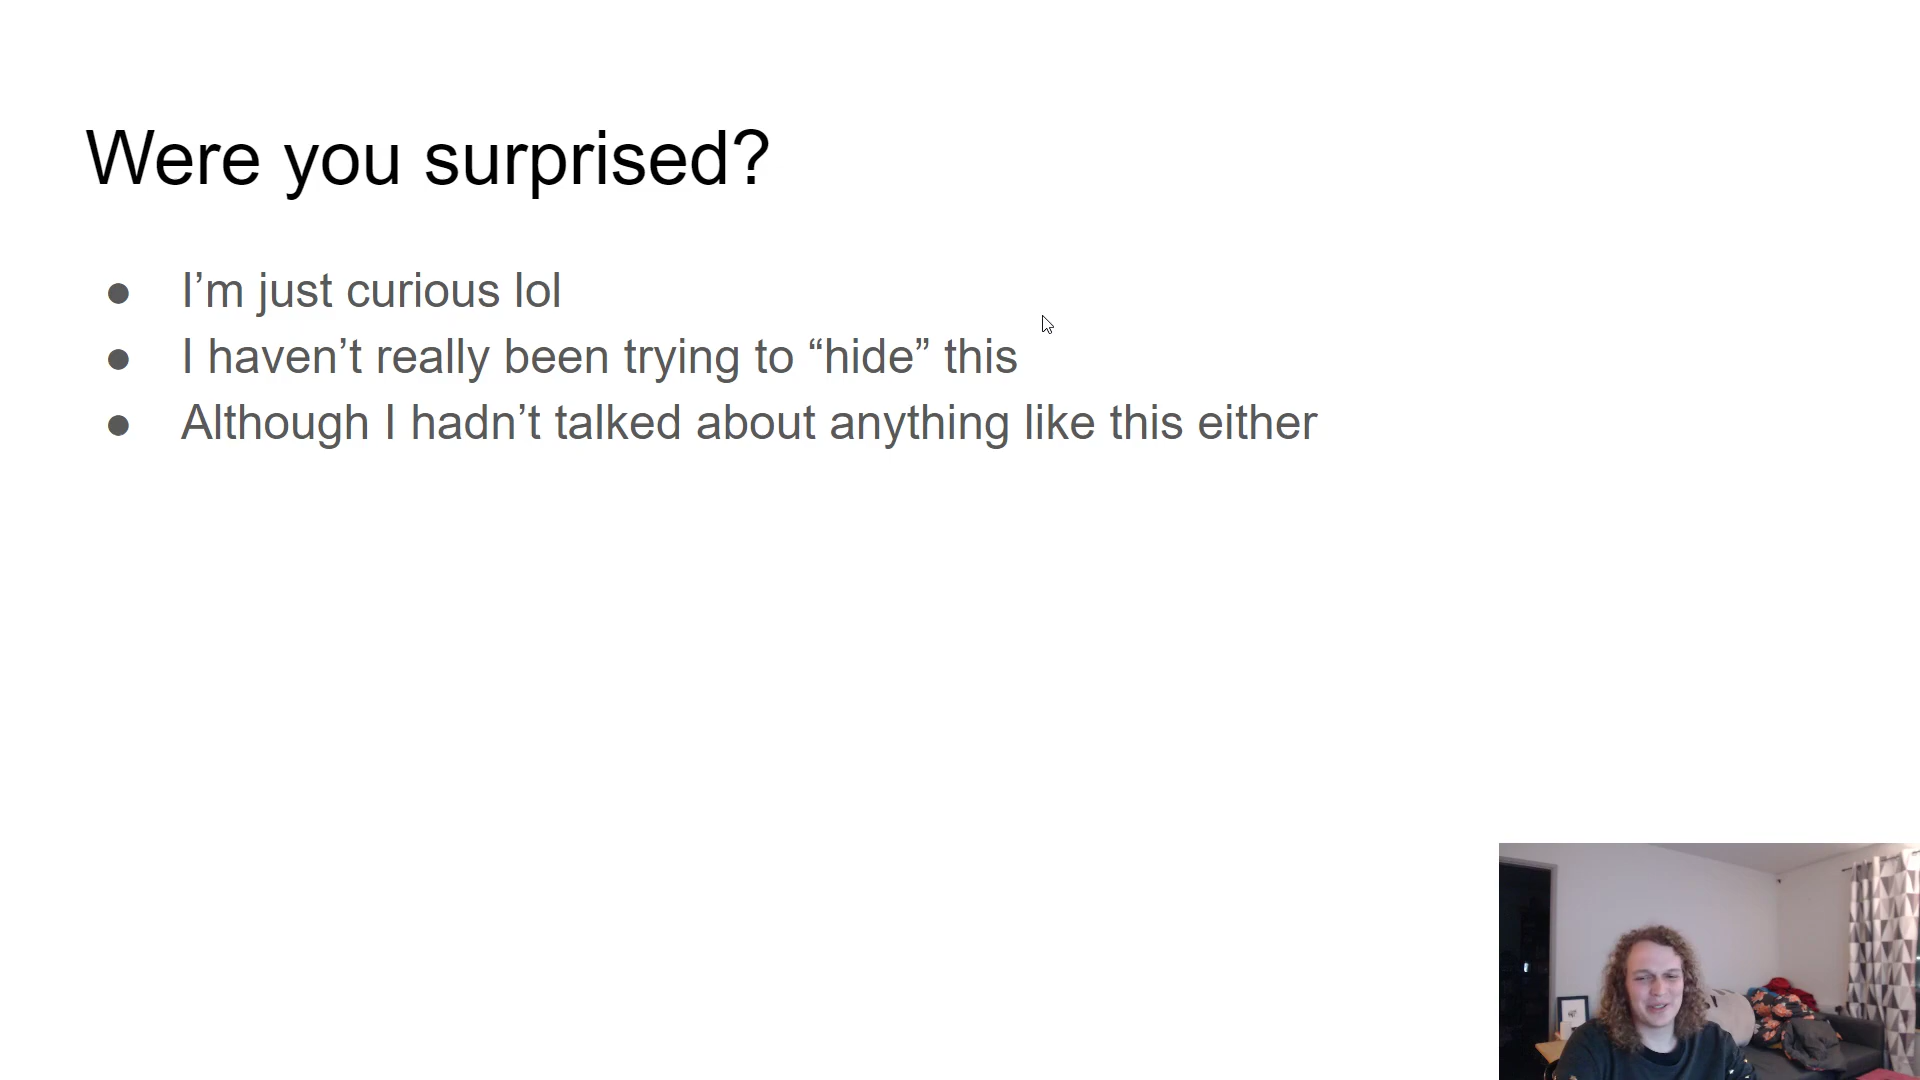 Were you surprised?
● I’m just curious lol
● I haven’t really been trying to “hide” this
● Although I hadn’t talked about anything like this either